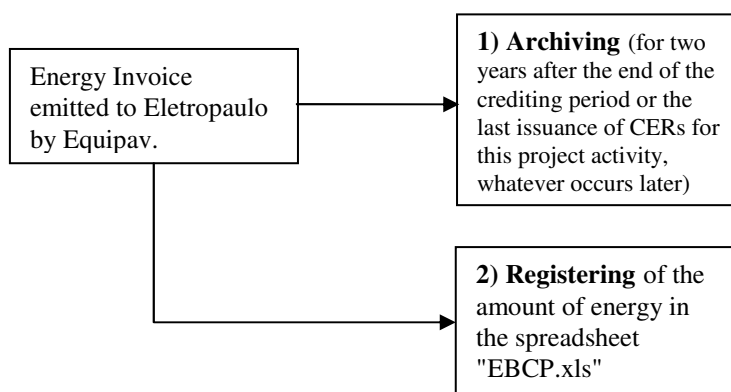 Energy Invoice
emitted to Eletropaulo
by Equipav.
1) Archiving (for two
years after the end of the
crediting period or the
last issuance of CERs for
this project activity,
whatever occurs later)
2) Registering of the
amount of energy in
the spreadsheet
"EBCP.xls"